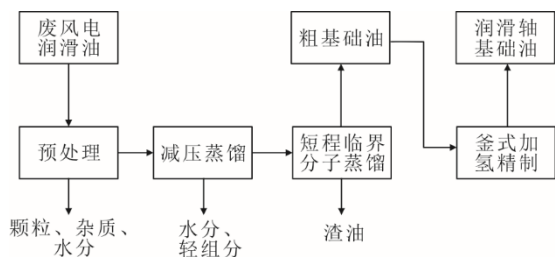 废风电
润滑油
粗基础油
润滑轴
基础油
预处理
减压蒸馏
短程临界
分子蒸馏
釜式加
氢精制
颗粒、杂质、
水分
水分、
轻组分
渣油